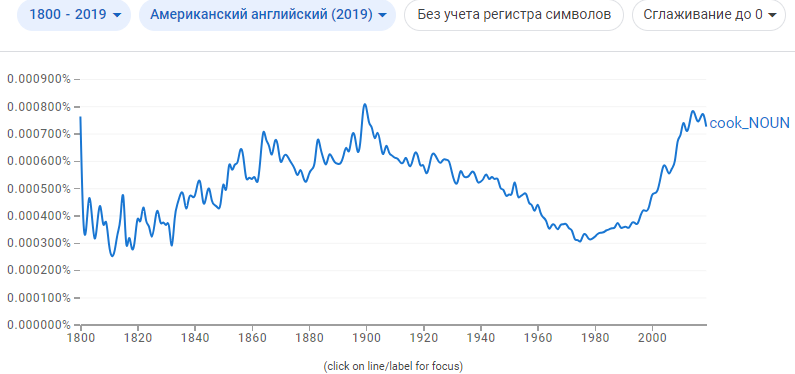 1800 - 2019 Американский английский (2019) Без учета регистра символов Сглаживание до 0
0.000900%
0.000800%
0.000700%
cook_NOUN
0.000600%
0.000500%
0.000400%
0.000300%
0.000200%
0.000100%
0.000000%
1800 1820 1840 1860 1880 1900 1920 1940 1960 1980 2000
(click on line/label for focus)